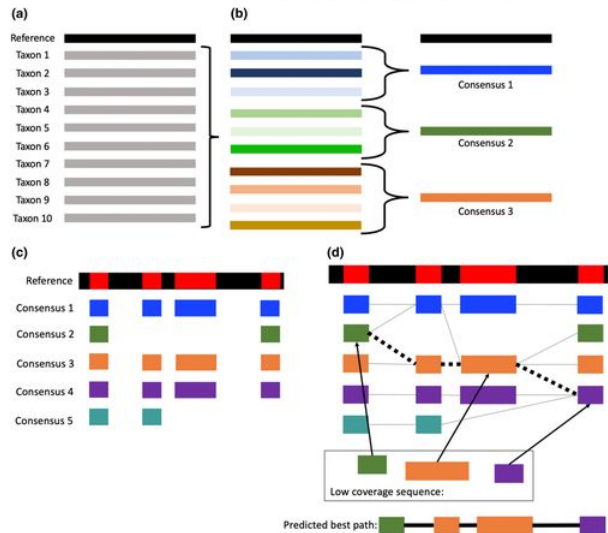 (a)
(b)
Reference
Taxon 1
Taxon 2
Taxon 3
Taxon 4
Taxon 5
Taxon 6
Taxon 7
Taxon 8
Taxon 9
Taxon 10
Consensus 1
Consensus 2
Consensus 3
(c)
(d)
Reference
Consensus 1
Consensus 2
Consensus 3
Consensus 4
Consensus 5
Low coverage sequence:
Predicted best path: